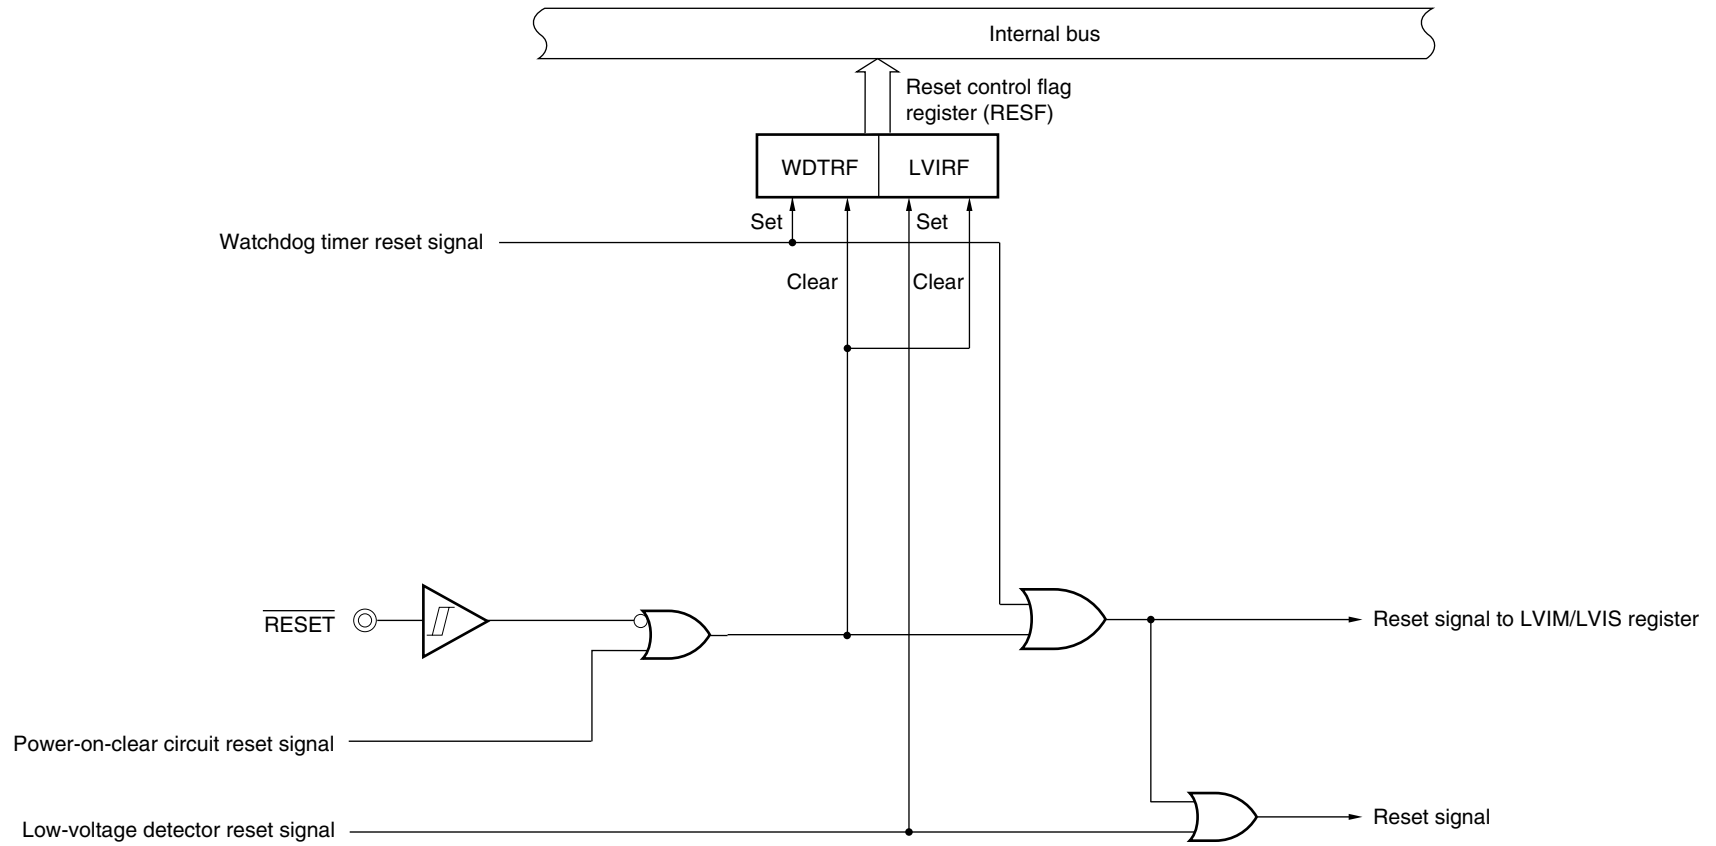 Internal bus
Reset control flag
register (RESF)
WDTRF
LVIRF
Set
Set
Watchdog timer reset signal
Clear
Clear
RESET
Reset signal to LVIM/LVIS register
Power-on-clear circuit reset signal
Low-voltage detector reset signal
Reset signal